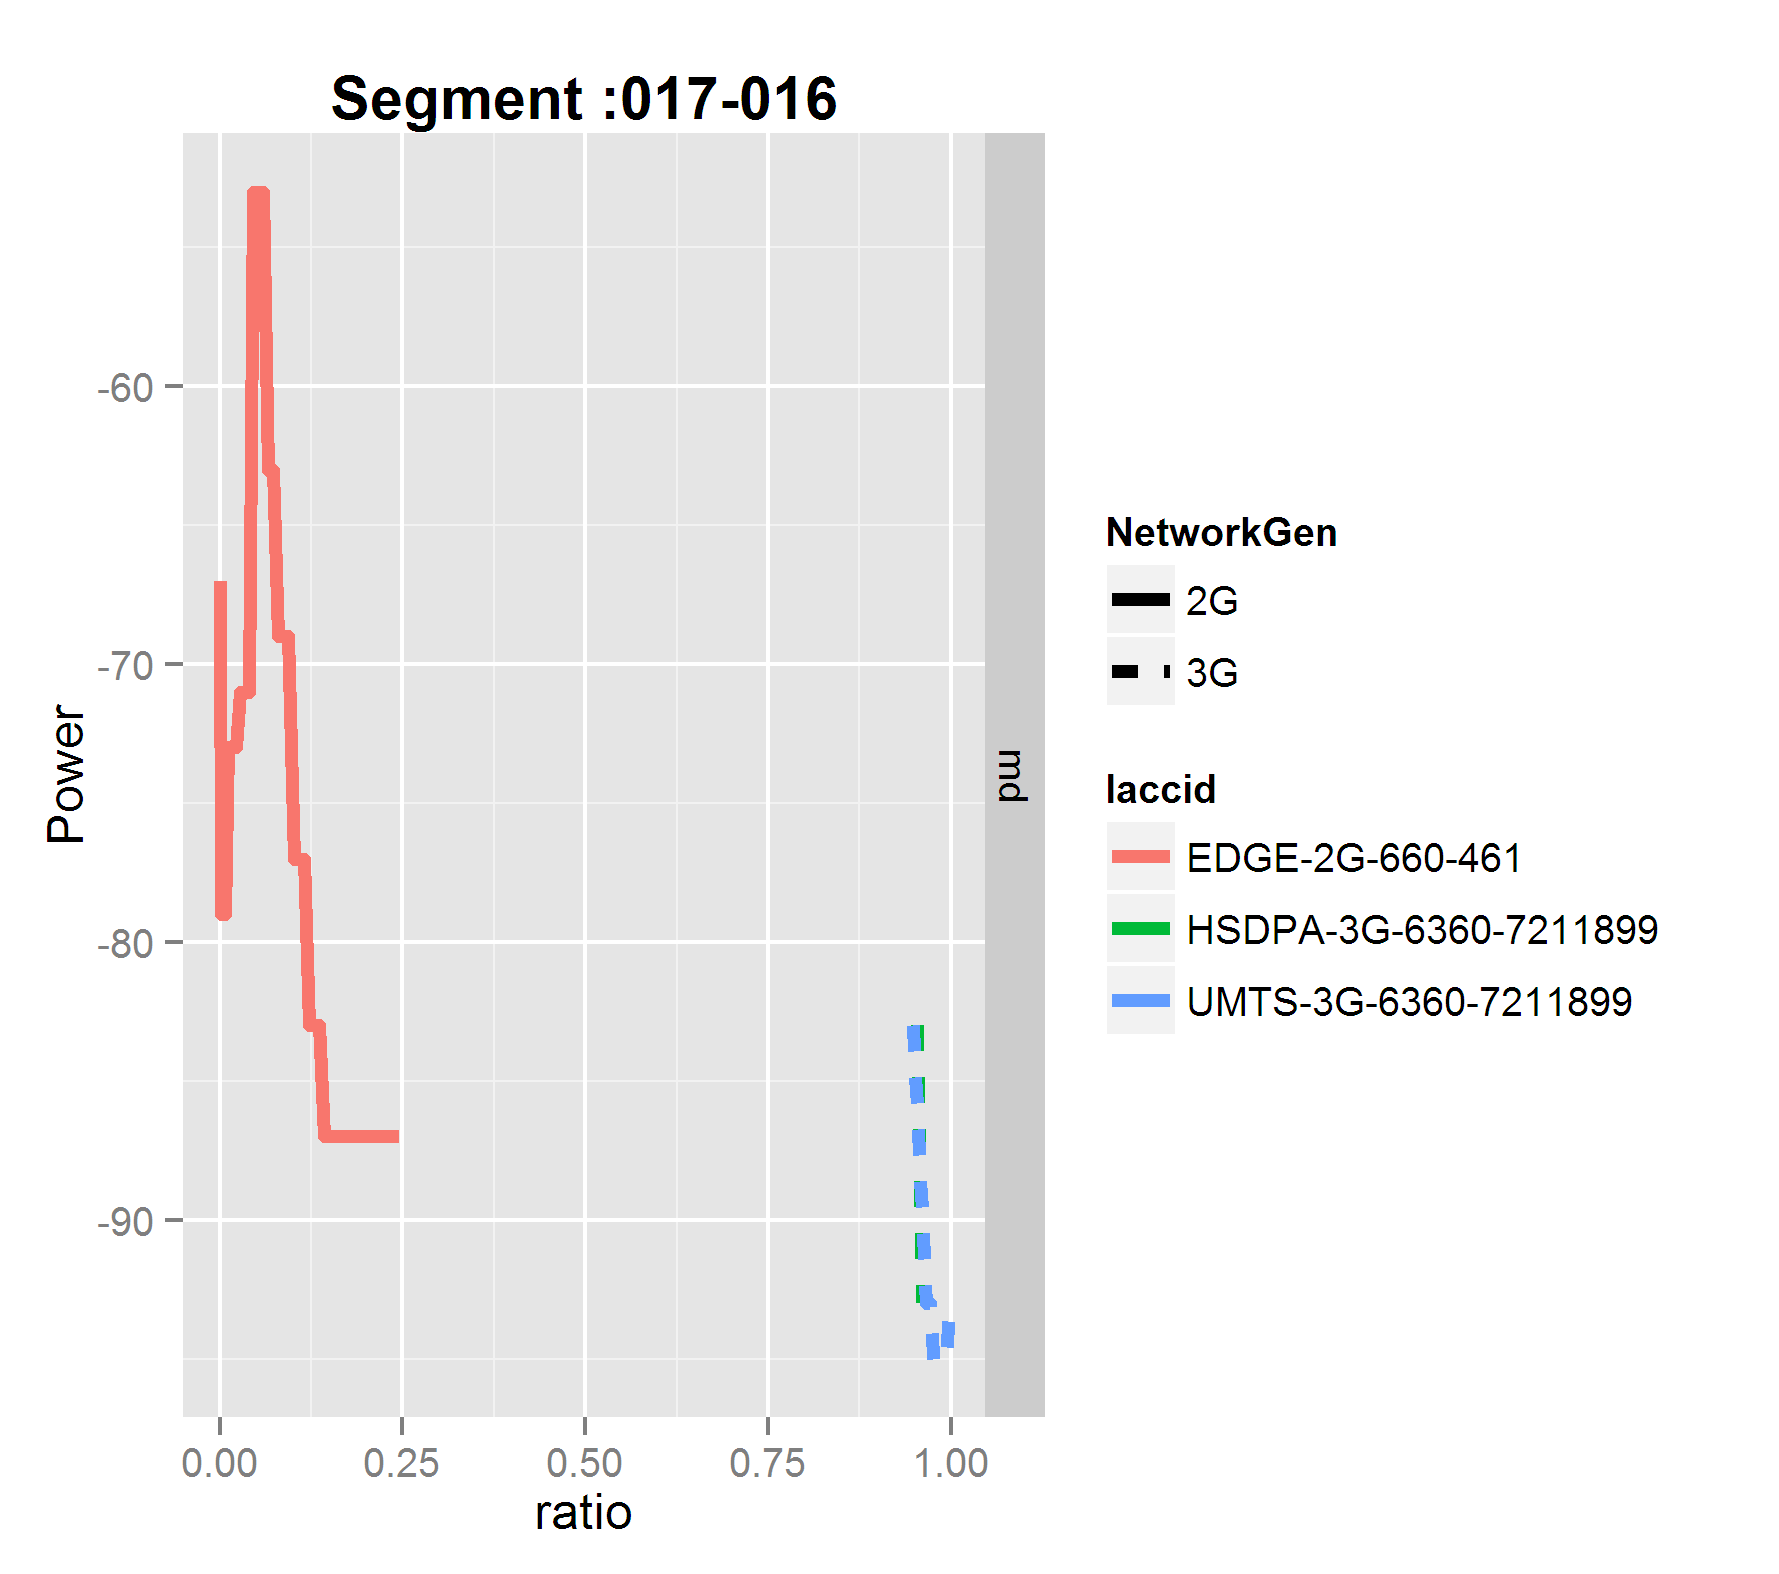 Segment :017-016
-60
-70
-80
-90
Power
0.00 0.25 0.50 0.75 1.00
ratio
md
NetworkGen
2G
3G
laccid
EDGE-2G-660-461
HSDPA-3G-6360-7211899
UMTS-3G-6360-7211899